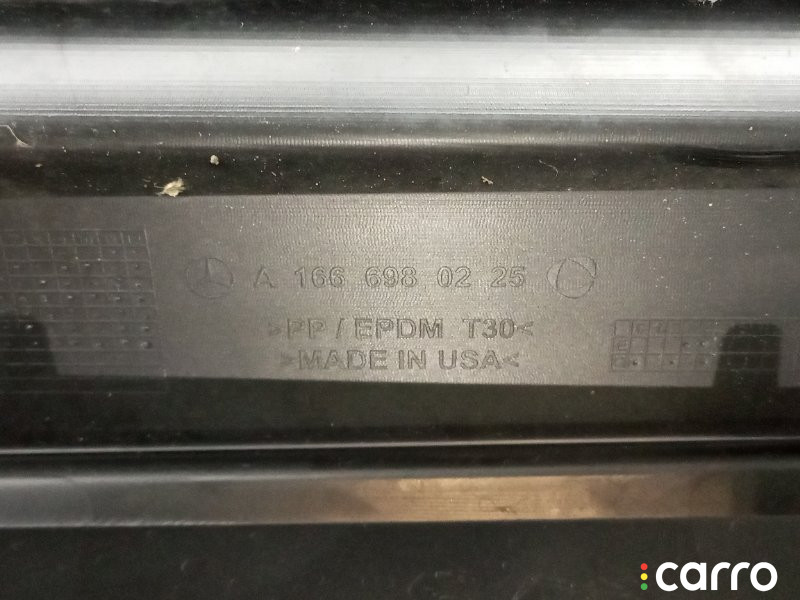 A 166 698 02 25
>PP / EPDM T30<
>MADE IN USA<
carro